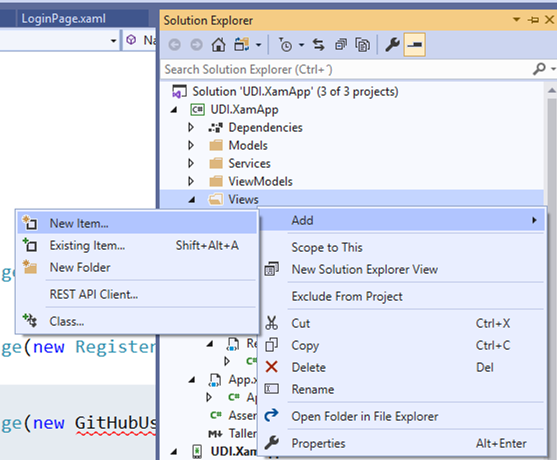 LoginPage.xaml
Solution Explorer
Na
Search Solution Explorer (Ctrl+´)
Solution 'UDI.XamApp' (3 of 3 projects)
UDI.XamApp
Dependencies
Models
Services
ViewModels
Views
New Item...
Existing Item... Shift+Alt+A
New Folder
REST API Client...
Class...
Add
Scope to This
New Solution Explorer View
Exclude From Project
Cut Ctrl+X
Copy Ctrl+C
Delete Del
Rename
Open Folder in File Explorer
Properties Alt+Enter
ge
ge(new Register
ge(new GitHubUs
Re
C#
App.x
C# Ap
C# Asser
M↓ Taller
UDI.Xam